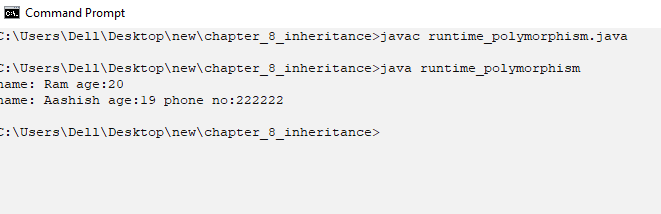 Command Prompt
C:\Users\Dell\Desktop\new\chapter_8_inheritance>javac runtime_polymorphism.java
C:\Users\Dell\Desktop\new\chapter_8_inheritance>java runtime_polymorphism
name: Ram age:20
name: Aashish age:19 phone no:222222
C:\Users\Dell\Desktop\new\chapter_8_inheritance>